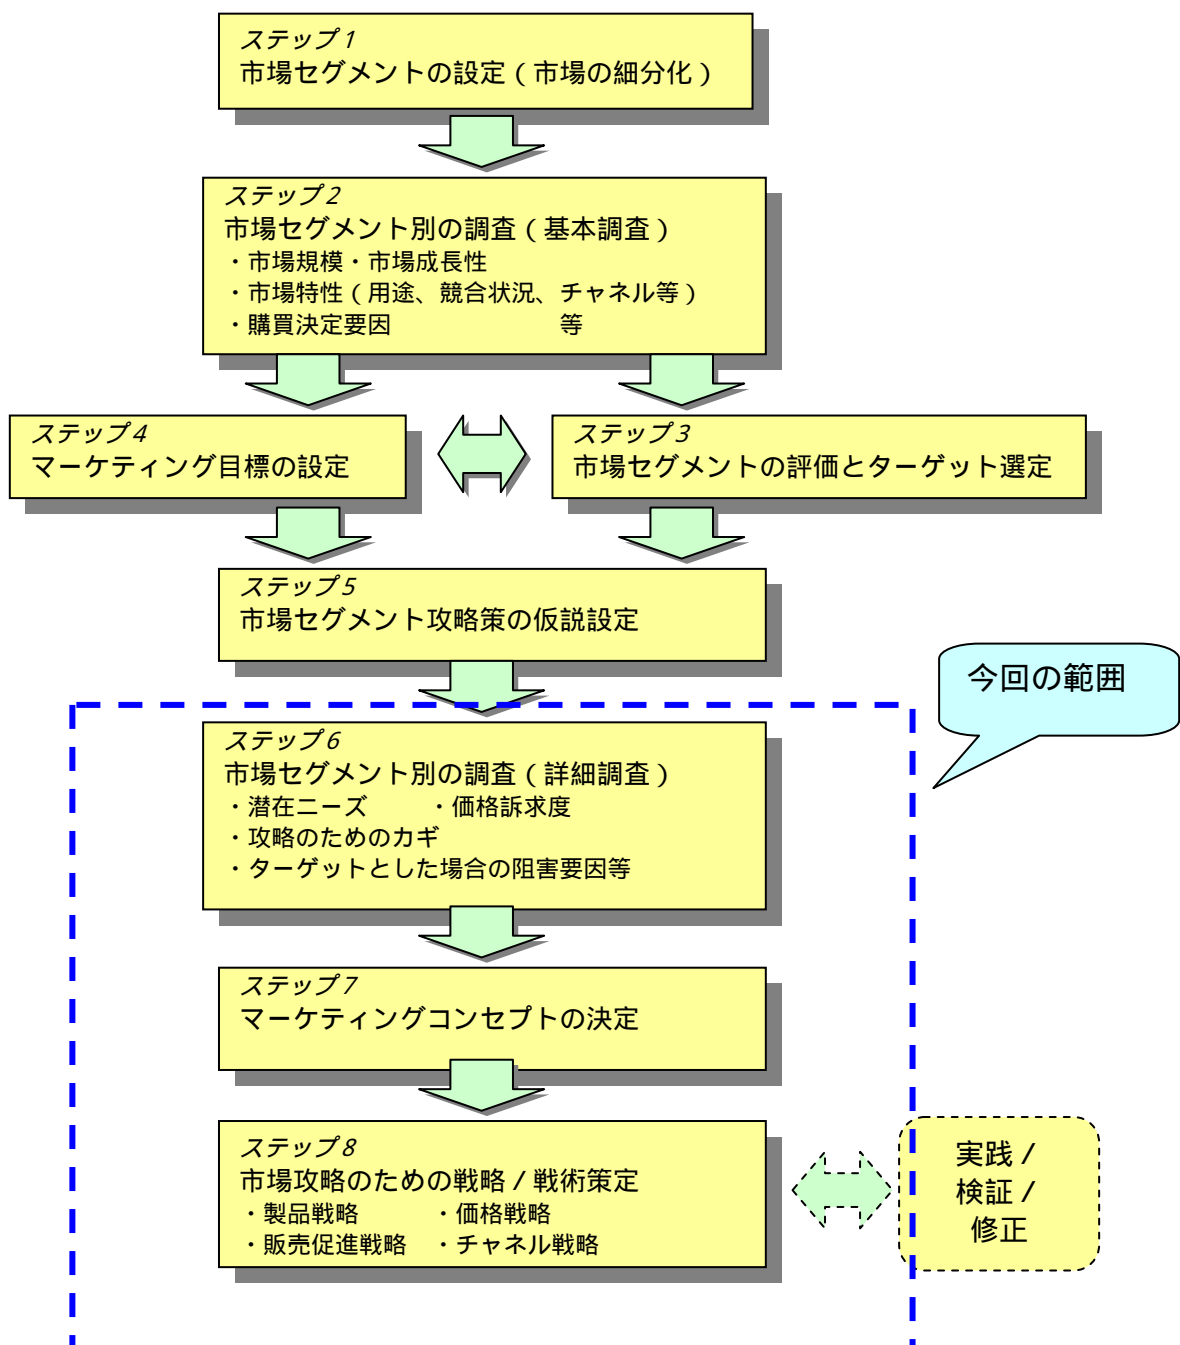 ステップ1
市場セグメントの設定（市場の細分化）
ステップ2
市場セグメント別の調査（基本調査）
・市場規模・市場成長性
・市場特性（用途、競合状況、チャネル等）
・購買決定要因　　　　　　　等
ステップ4
マーケティング目標の設定
ステップ3
市場セグメントの評価とターゲット選定
ステップ5
市場セグメント攻略策の仮説設定
今回の範囲
ステップ6
市場セグメント別の調査（詳細調査）
・潜在ニーズ　　・価格訴求度
・攻略のためのカギ
・ターゲットとした場合の阻害要因等
ステップ7
マーケティングコンセプトの決定
ステップ8
市場攻略のための戦略/戦術策定
・製品戦略　　　・価格戦略
・販売促進戦略　・チャネル戦略
実践/
検証/
修正